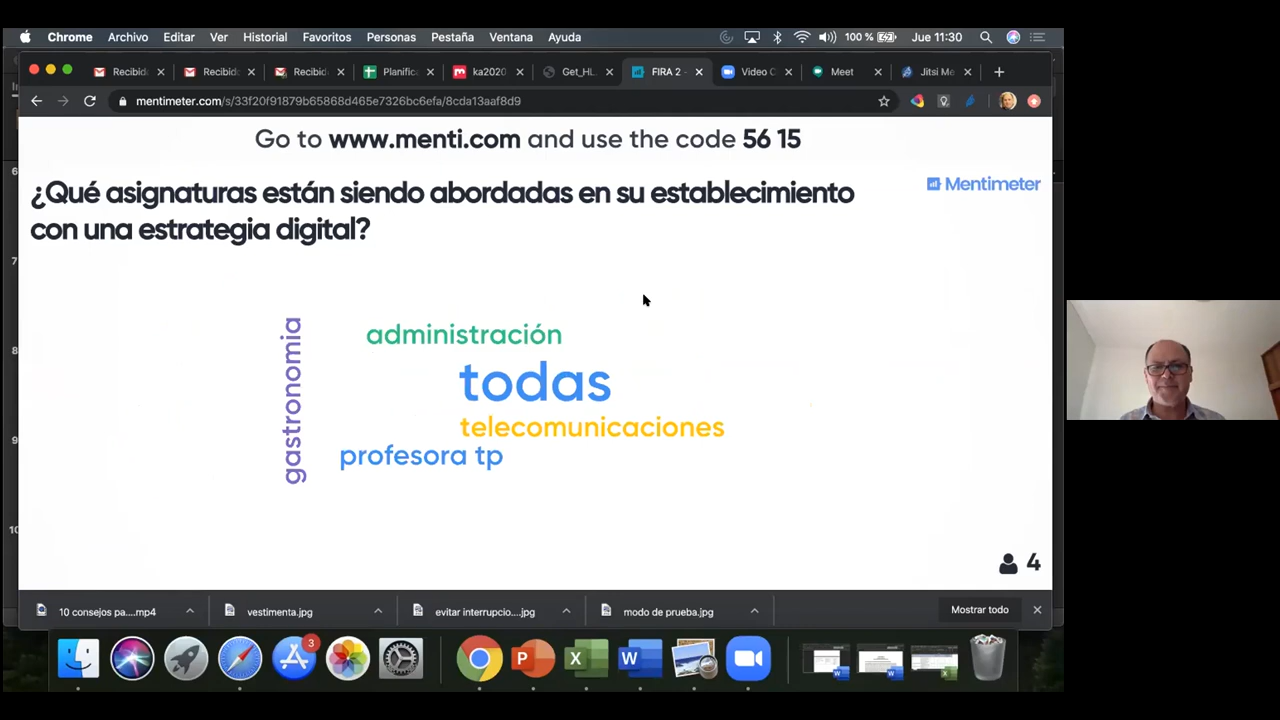 Chrome Archivo Editar Ver Historial Favoritos Personas Pestaña Ventana Ayuda 100 % Jue 11:30
Recibid Recibid Recibid Planific ka2020 Get_HL. FIRA 2 - Video C Meet Jitsi Me
mentimeter.com/s/33f20f91879b65868d465e7326bc6efa/8cda13aaf8d9
Go to www.menti.com and use the code 56 15
¿Qué asignaturas están siendo abordadas en su establecimiento
con una estrategia digital?
Mentimeter
gastronomia
administración
todas
telecomunicaciones
profesora tp
4
10 consejos pa....mp4 vestimenta.jpg evitar interrupcio....jpg modo de prueba.jpg Mostrar todo
3
P X W